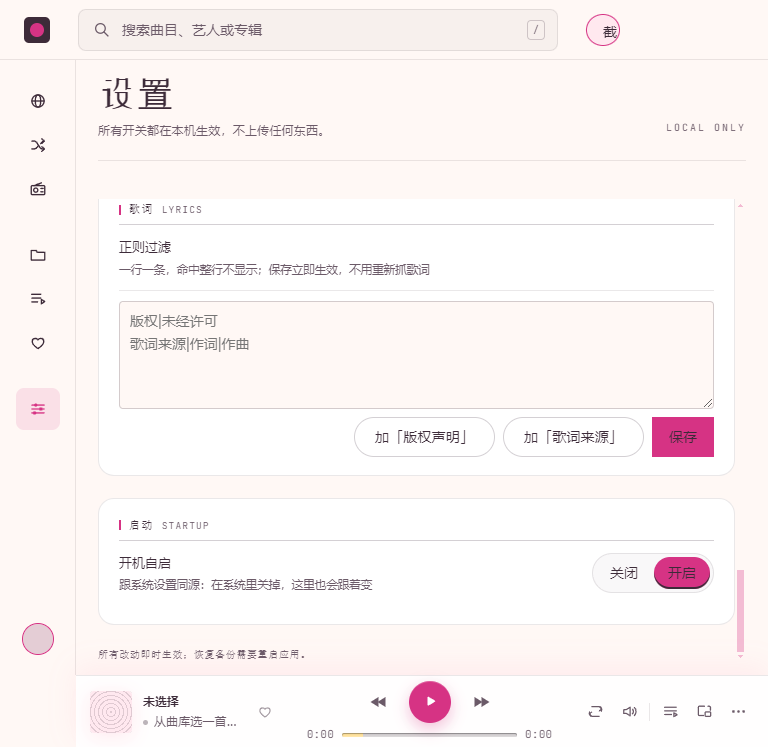 搜索曲目、艺人或专辑
/
截
设置
所有开关都在本机生效，不上传任何东西。
LOCAL ONLY
歌词 LYRICS
正则过滤
一行一条，命中整行不显示；保存立即生效，不用重新抓歌词
版权|未经许可
歌词来源|作词|作曲
加「版权声明」
加「歌词来源」
保存
启动 STARTUP
开机自启
跟系统设置同源：在系统里关掉，这里也会跟着变
关闭
开启
所有改动即时生效；恢复备份需要重启应用。
未选择
从曲库选一首...
0:00
0:00